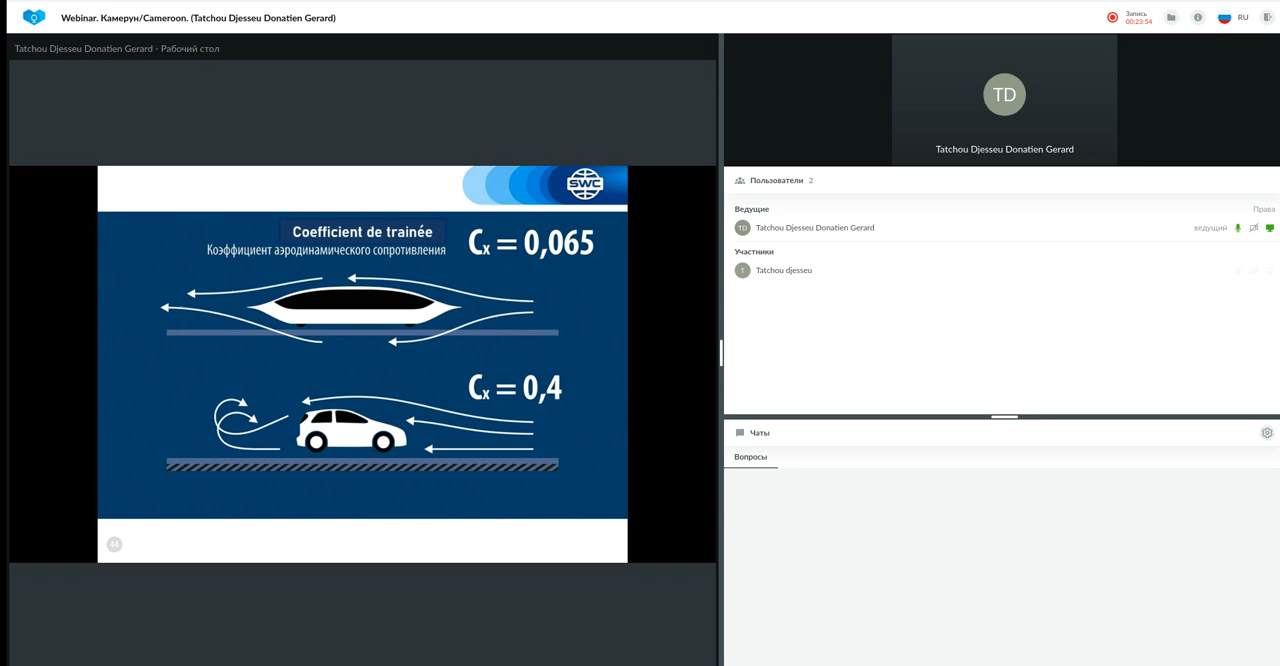 Webinar. Камерун/Cameroon. (Tatchou Djesseu Donatien Gerard)
Запись
00:23:54
RU
Tatchou Djesseu Donatien Gerard - Рабочий стол
SWC
Coefficient de trainée
Коэффициент аэродинамического сопротивления
Cx = 0,065
Cx = 0,4
44
TD
Tatchou Djesseu Donatien Gerard
Пользователи 2
Ведущие Права
TD Tatchou Djesseu Donatien Gerard ведущий
Участники
T Tatchou djesseu
Чаты
Вопросы